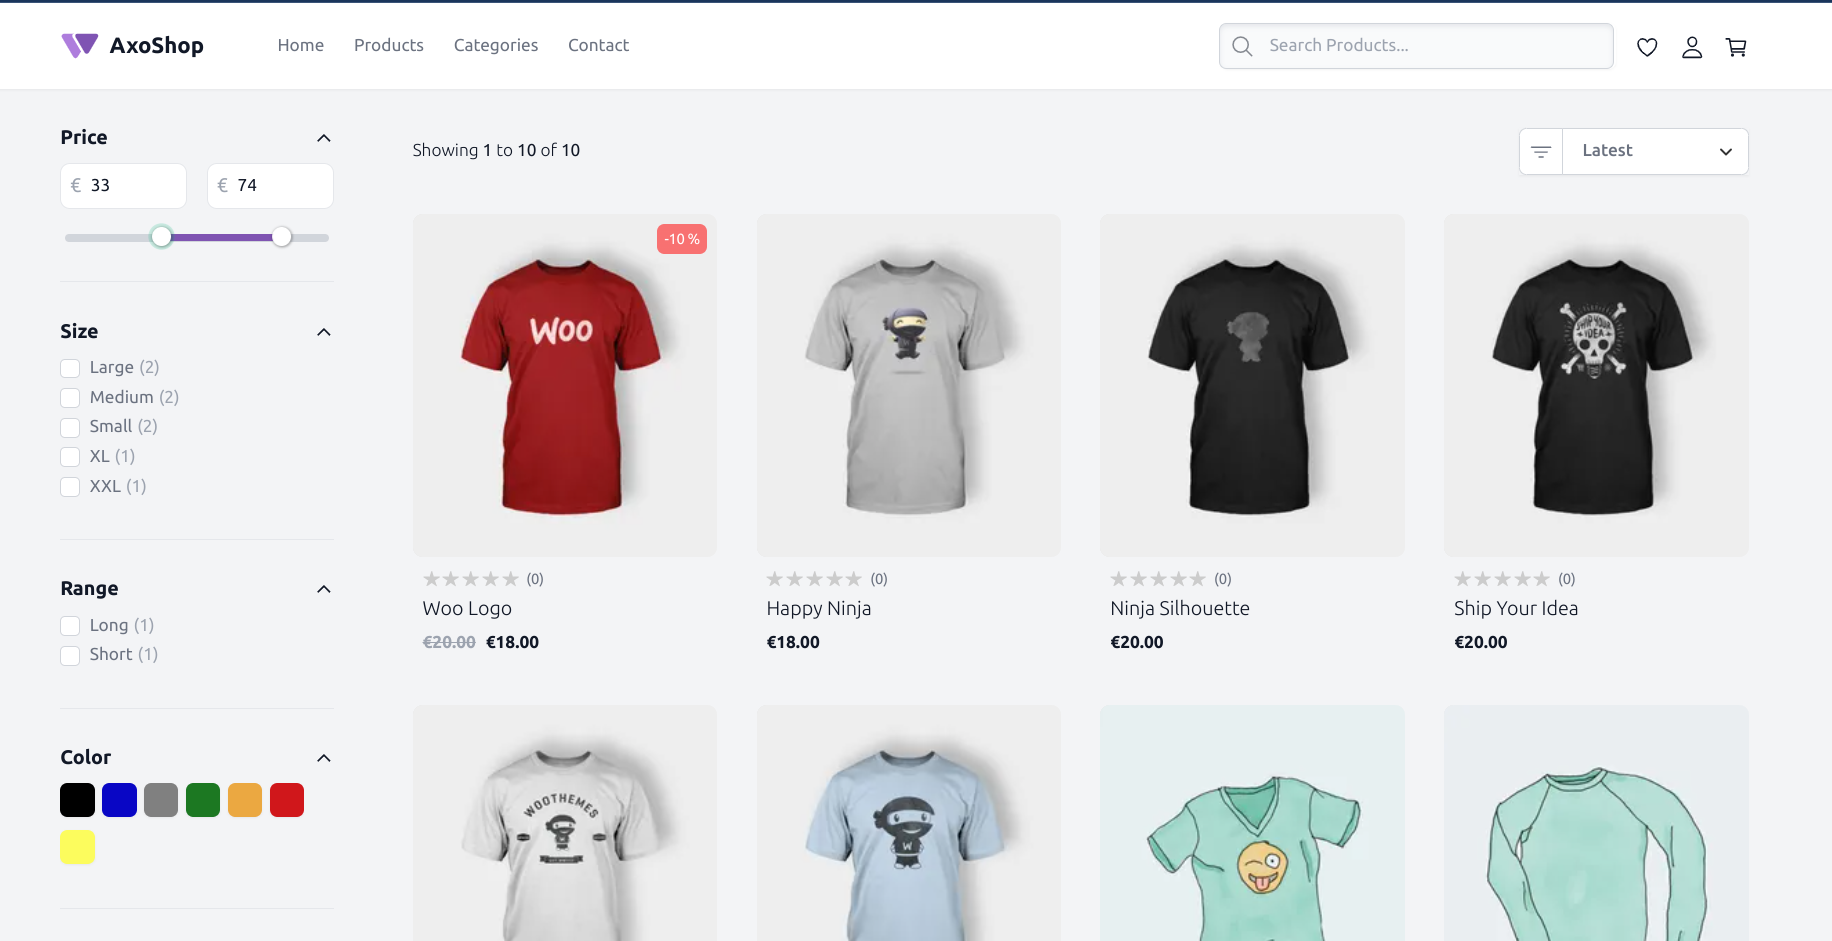 AxoShop
Home Products Categories Contact
Search Products...
Price
€ 33 € 74
Size
Large (2)
Medium (2)
Small (2)
XL (1)
XXL (1)
Range
Long (1)
Short (1)
Color
Showing 1 to 10 of 10
Latest
-10 %
WOO
SHIP YOUR
IDEA
(0)
Woo Logo
€20.00 €18.00
(0)
Happy Ninja
€18.00
(0)
Ninja Silhouette
€20.00
(0)
Ship Your Idea
€20.00
WOOTHEMES
W